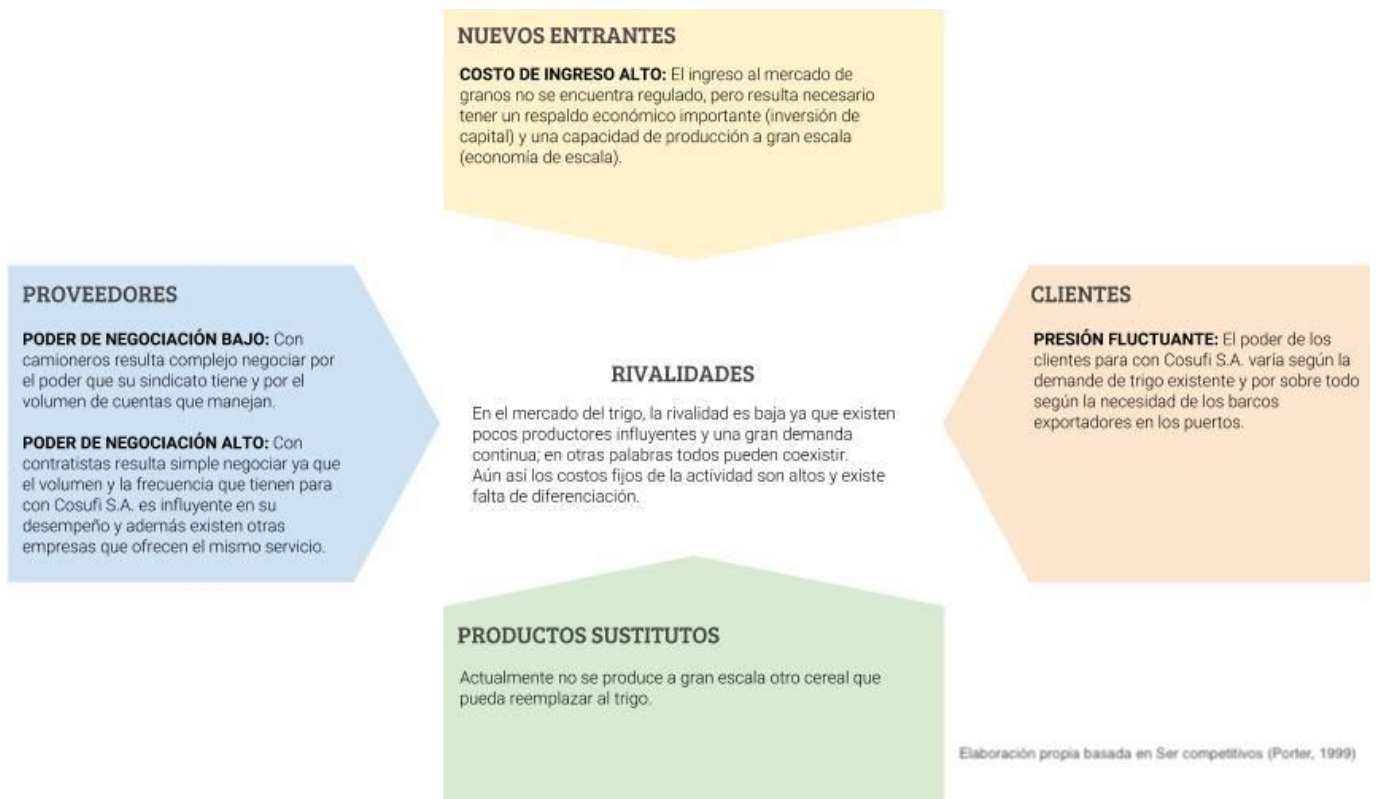 NUEVOS ENTRANTES
COSTO DE INGRESO ALTO: El ingreso al mercado de
granos no se encuentra regulado, pero resulta necesario
tener un respaldo económico importante (inversión de
capital) y una capacidad de producción a gran escala
(economía de escala).
PROVEEDORES
PODER DE NEGOCIACIÓN BAJO: Con
camioneros resulta complejo negociar por
el poder que su sindicato tiene y por el
volumen de cuentas que manejan.
PODER DE NEGOCIACIÓN ALTO: Con
contratistas resulta simple negociar ya que
el volumen y la frecuencia que tienen para
con Cosufi S.A. es influyente en su
desempeño y además existen otras
empresas que ofrecen el mismo servicio.
RIVALIDADES
En el mercado del trigo, la rivalidad es baja ya que existen
pocos productores influyentes y una gran demanda
continua; en otras palabras todos pueden coexistir.
Aún así los costos fijos de la actividad son altos y existe
falta de diferenciación.
CLIENTES
PRESIÓN FLUCTUANTE: El poder de los
clientes para con Cosufi S.A. varía según la
demande de trigo existente y por sobre todo
según la necesidad de los barcos
exportadores en los puertos.
PRODUCTOS SUSTITUTOS
Actualmente no se produce a gran escala otro cereal que
pueda reemplazar al trigo.
Elaboración propia basada en Ser competitivos (Porter, 1999)